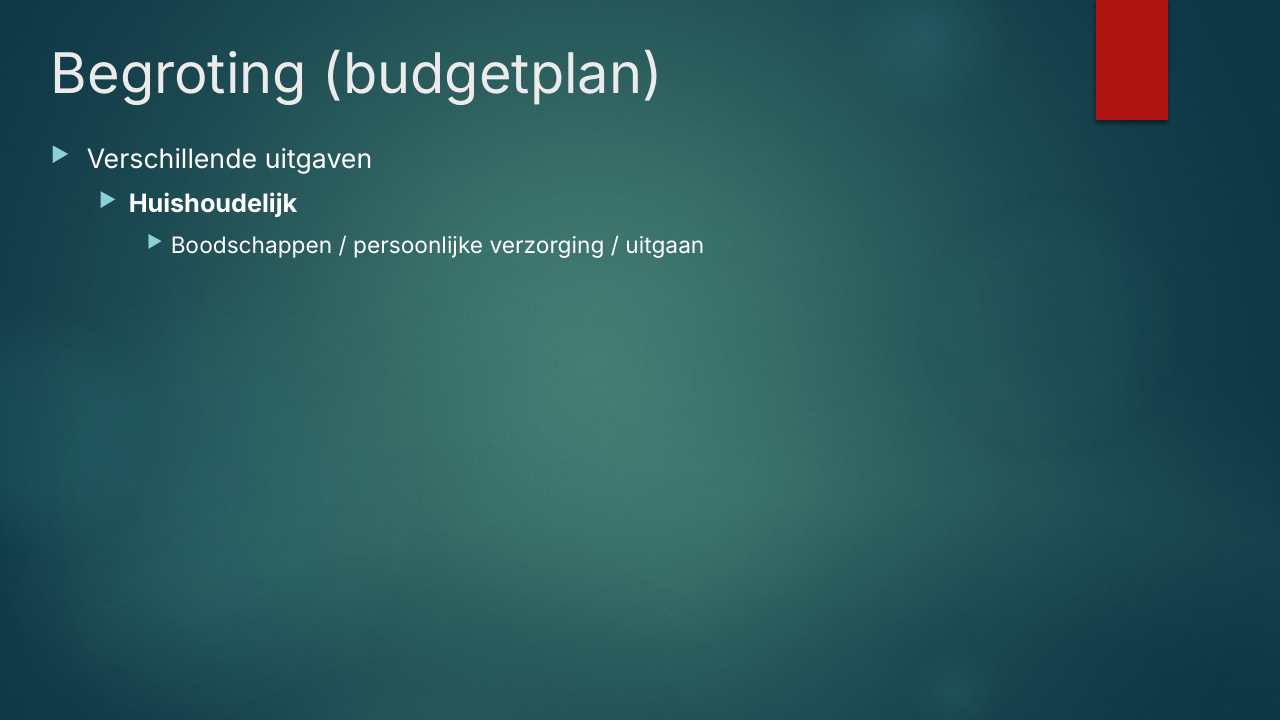 Begroting (budgetplan)
Verschillende uitgaven
Huishoudelijk
Boodschappen / persoonlijke verzorging / uitgaan